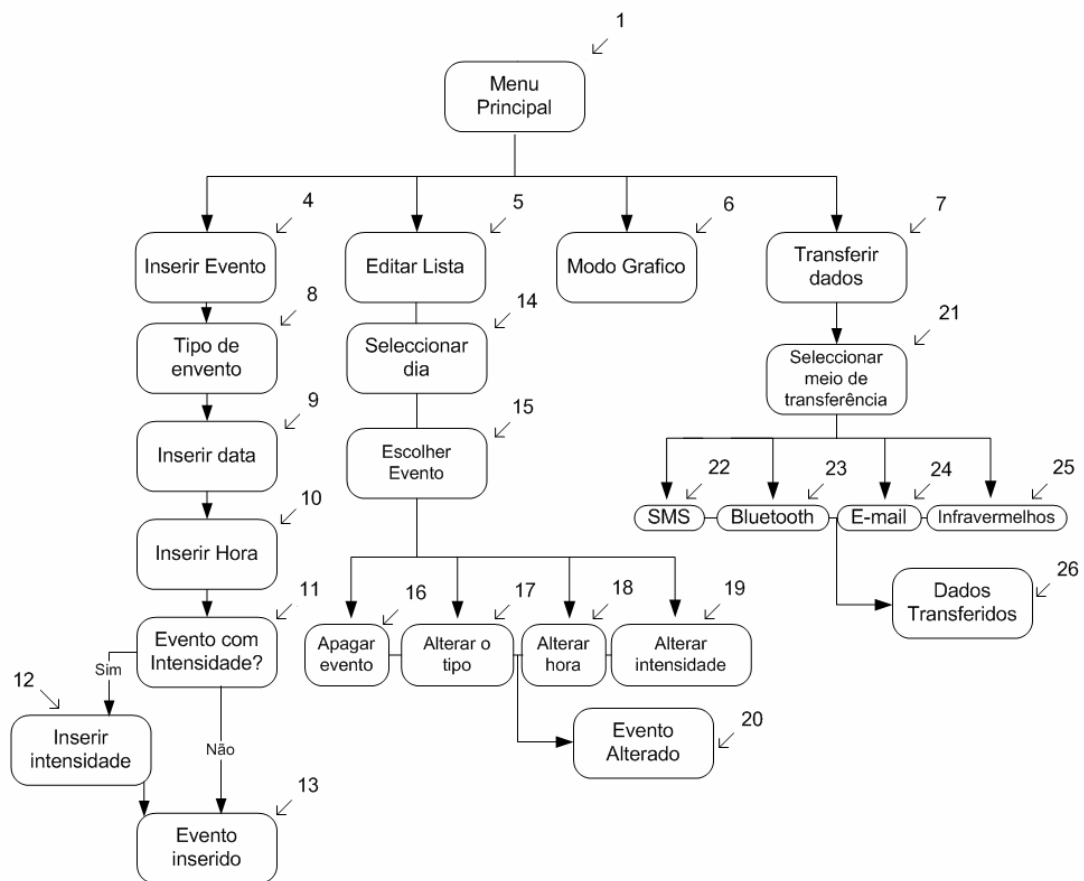 1
Menu
Principal
4
5
6
7
Inserir Evento
Editar Lista
Modo Grafico
Transferir
dados
8
14
21
Tipo de
envento
Seleccionar
dia
Seleccionar
meio de
transferência
9
15
Inserir data
Escolher
Evento
22
23
24
25
SMS
Bluetooth
E-mail
Infravermelhos
10
Inserir Hora
26
Dados
Transferidos
11
16
17
18
19
Evento com
Intensidade?
Apagar
evento
Alterar o
tipo
Alterar
hora
Alterar
intensidade
Sim
12
Inserir
intensidade
Não
20
Evento
Alterado
13
Evento
inserido